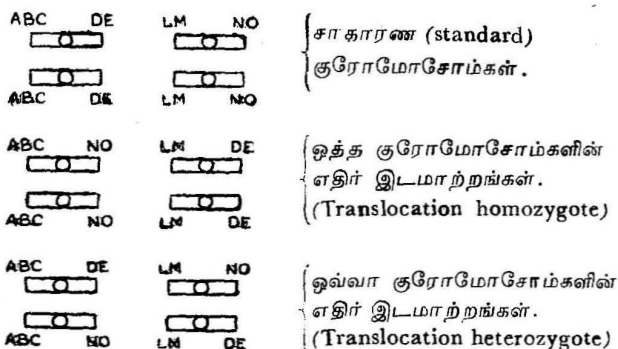 ABC DE LM NO
சாதாரண (standard)
குரோமோசோம்கள்.
ABC DE LM NO
ABC NO LM DE
ஒத்த குரோமோசோம்களின்
எதிர் இடமாற்றங்கள்.
(Translocation homozygote)
ABC NO LM DE
ABC DE LM NO
ஒவ்வா குரோமோசோம்களின்
எதிர் இடமாற்றங்கள்.
(Translocation heterozygote)
ABC NO LM DE